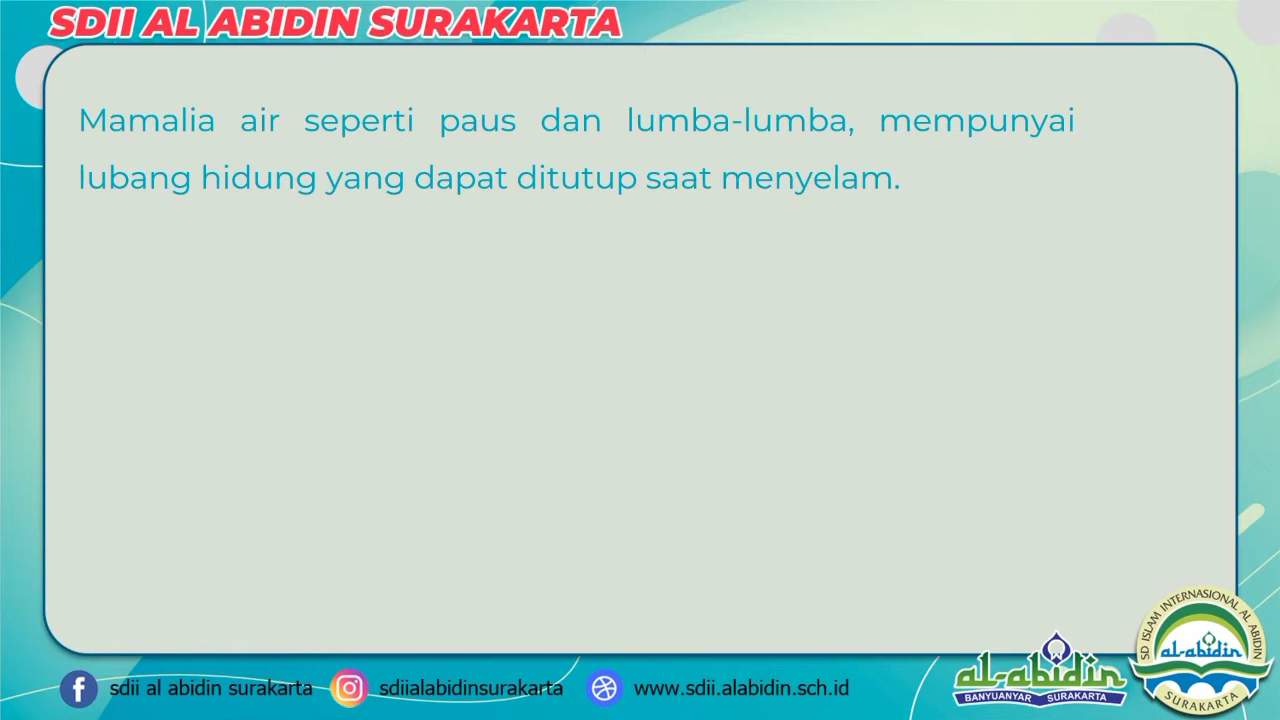 SDII AL ABIDIN SURAKARTA
Mamalia air seperti paus dan lumba-lumba, mempunyai
lubang hidung yang dapat ditutup saat menyelam.
sdii al abidin surakarta
sdiialabidinsurakarta
www.sdii.alabidin.sch.id
al-abidin
BANYUANYAR SURAKARTA
SD ISLAM INTERNASIONAL AL ABIDIN
al-abidin
SURAKARTA